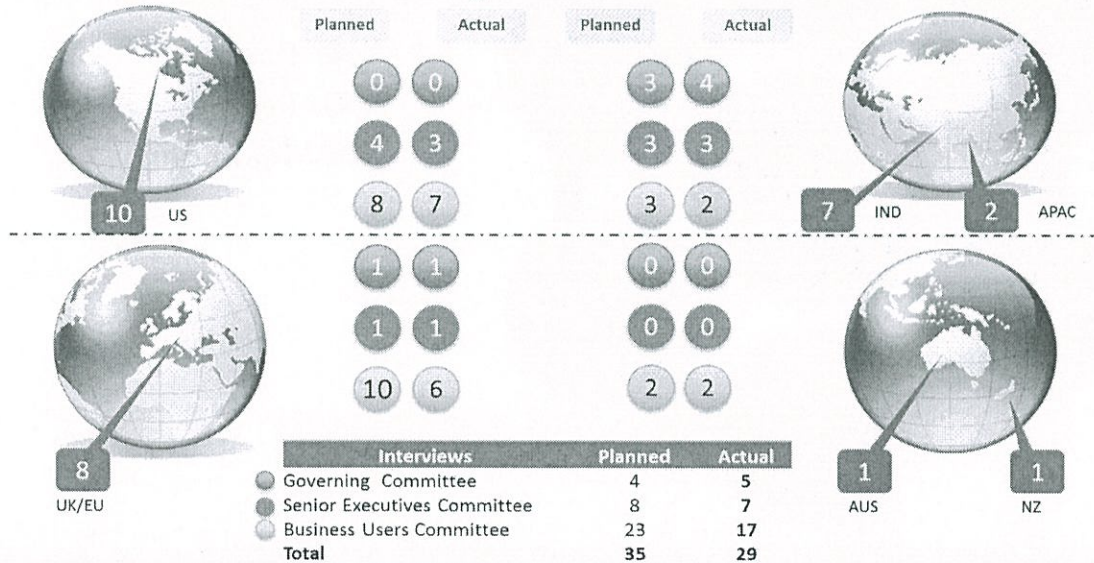 Planned Actual Planned Actual
0 0 3 4
4 3 3 3
8 7 3 2
10 US 7 IND 2 APAC
1 1 0 0
1 1 0 0
10 6 2 2
8 1 1
UK/EU AUS NZ
Interviews Planned Actual
Governing Committee 4 5
Senior Executives Committee 8 7
Business Users Committee 23 17
Total 35 29